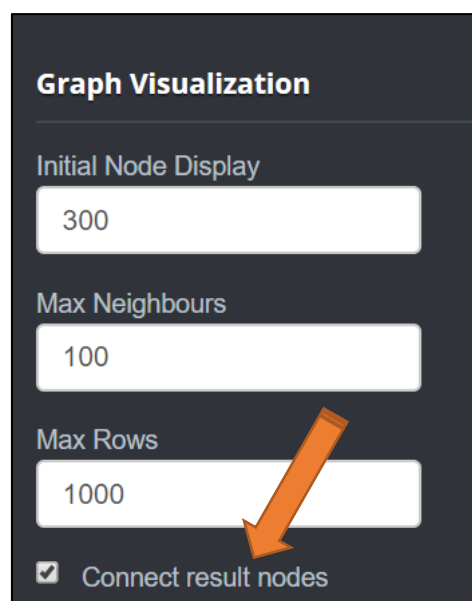 Graph Visualization
Initial Node Display
300
Max Neighbours
100
Max Rows
1000
Connect result nodes